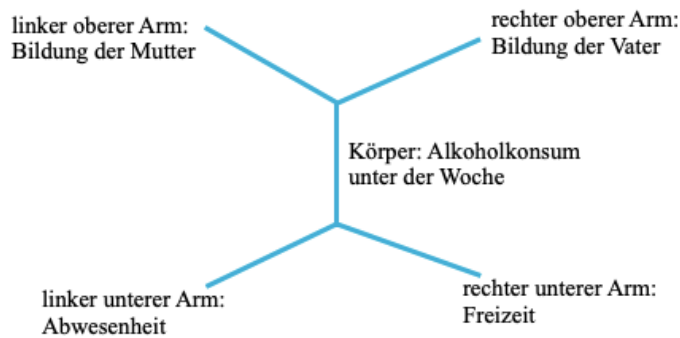 linker oberer Arm:
Bildung der Mutter
rechter oberer Arm:
Bildung der Vater
Körper: Alkoholkonsum
unter der Woche
linker unterer Arm:
Abwesenheit
rechter unterer Arm:
Freizeit